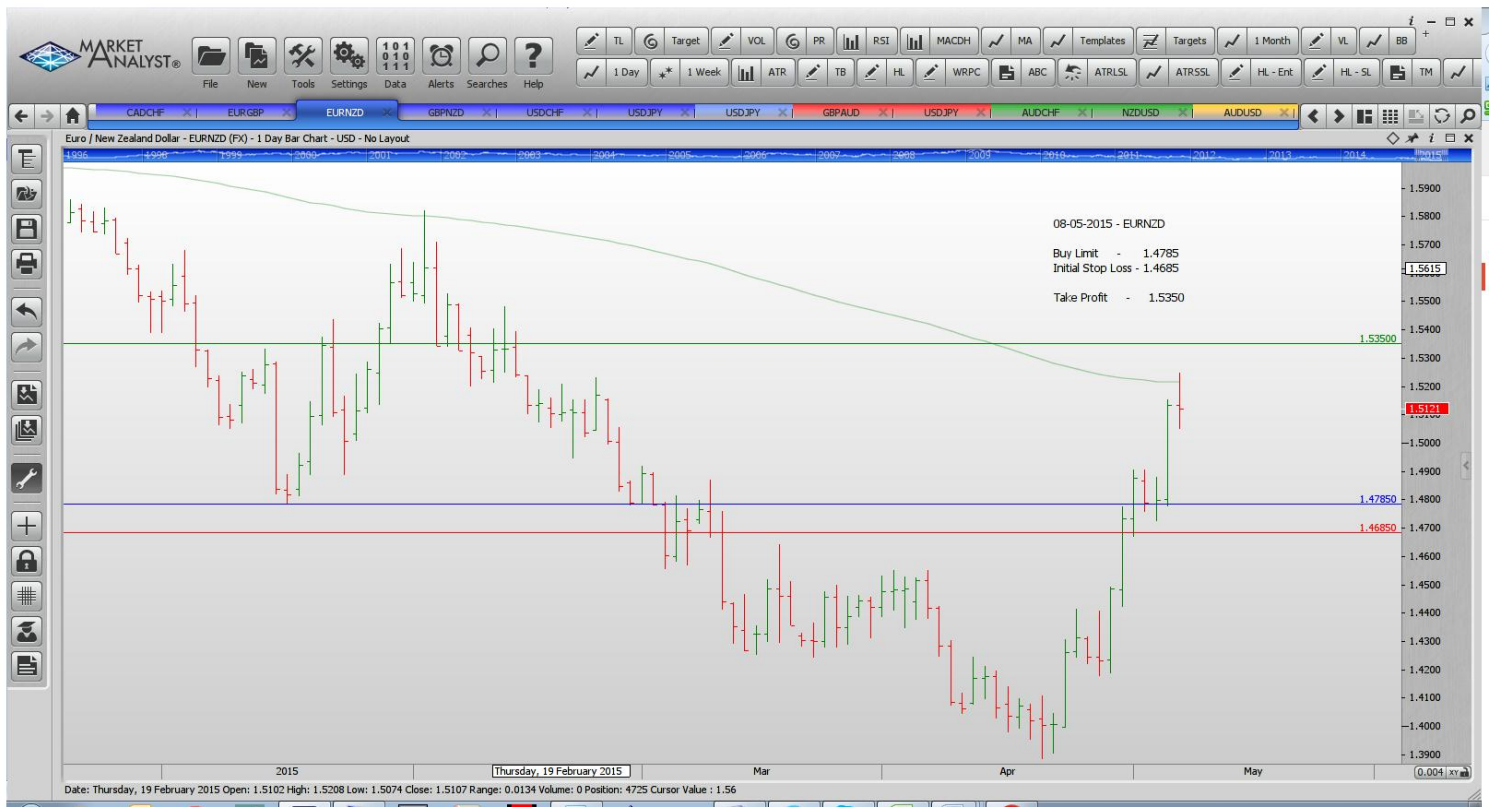 i
MARKET
ANALYST®
File New Tools Settings Data Alerts Searches Help
TL Target VOL PR RSI MACDH MA Templates Targets 1 Month VL BB
1 Day 1 Week ATR TB HL WRPC ABC ATRLSL ATRSSL HL - Ent HL - SL TM
101
010
111
CADCHF EURGBP EURNZD GBPNZD USDCHF USDJPY USDJPY GBPAUD USDJPY AUDCHF NZDUSD AUDUSD
Euro / New Zealand Dollar - EURNZD (FX) - 1 Day Bar Chart - USD - No Layout
1996 1998 1999 2000 2001 2002 2003 2004 2005 2006 2007 2008 2009 2010 2011 2012 2013 2014 2015
08-05-2015 - EURNZD
Buy Limit - 1.4785
Initial Stop Loss - 1.4685
Take Profit - 1.5350
1.53500
1.47850
1.46850
1.5900
1.5800
1.5700
1.5615
1.5500
1.5400
1.5300
1.5200
1.5121
1.5000
1.4900
1.4800
1.4700
1.4600
1.4500
1.4400
1.4300
1.4200
1.4100
1.4000
1.3900
2015 Thursday, 19 February 2015 Mar Apr May 0.004 XY
Date: Thursday, 19 February 2015 Open: 1.5102 High: 1.5208 Low: 1.5074 Close: 1.5107 Range: 0.0134 Volume: 0 Position: 4725 Cursor Value : 1.56